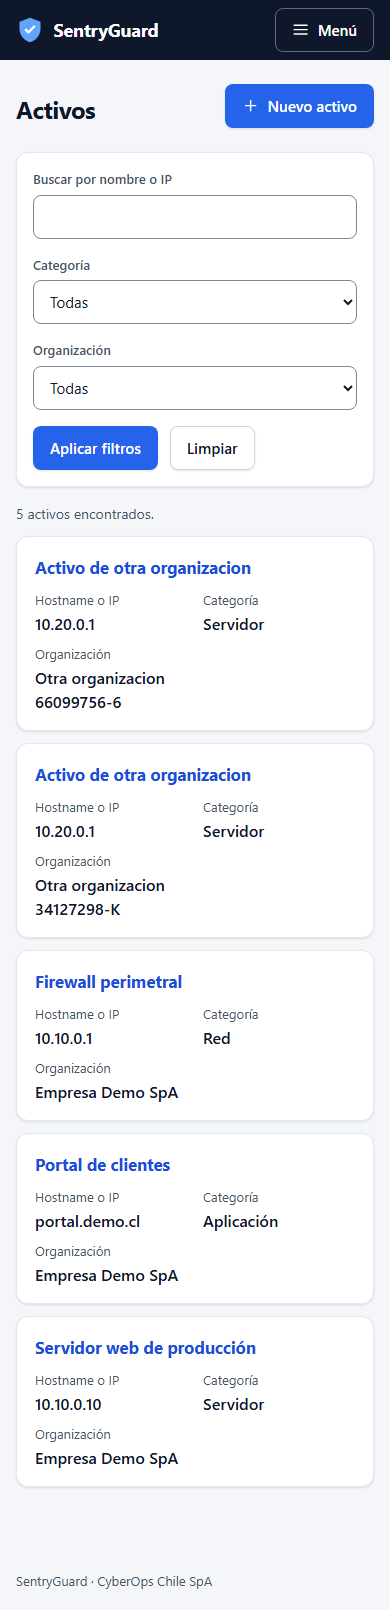 SentryGuard
Menú
Activos
Nuevo activo
Buscar por nombre o IP
Categoría
Todas
Organización
Todas
Aplicar filtros
Limpiar
5 activos encontrados.
Activo de otra organizacion
Hostname o IP
Categoría
10.20.0.1
Servidor
Organización
Otra organizacion
66099756-6
Activo de otra organizacion
Hostname o IP
Categoría
10.20.0.1
Servidor
Organización
Otra organizacion
34127298-K
Firewall perimetral
Hostname o IP
Categoría
10.10.0.1
Red
Organización
Empresa Demo SpA
Portal de clientes
Hostname o IP
Categoría
portal.demo.cl
Aplicación
Organización
Empresa Demo SpA
Servidor web de producción
Hostname o IP
Categoría
10.10.0.10
Servidor
Organización
Empresa Demo SpA
SentryGuard · CyberOps Chile SpA